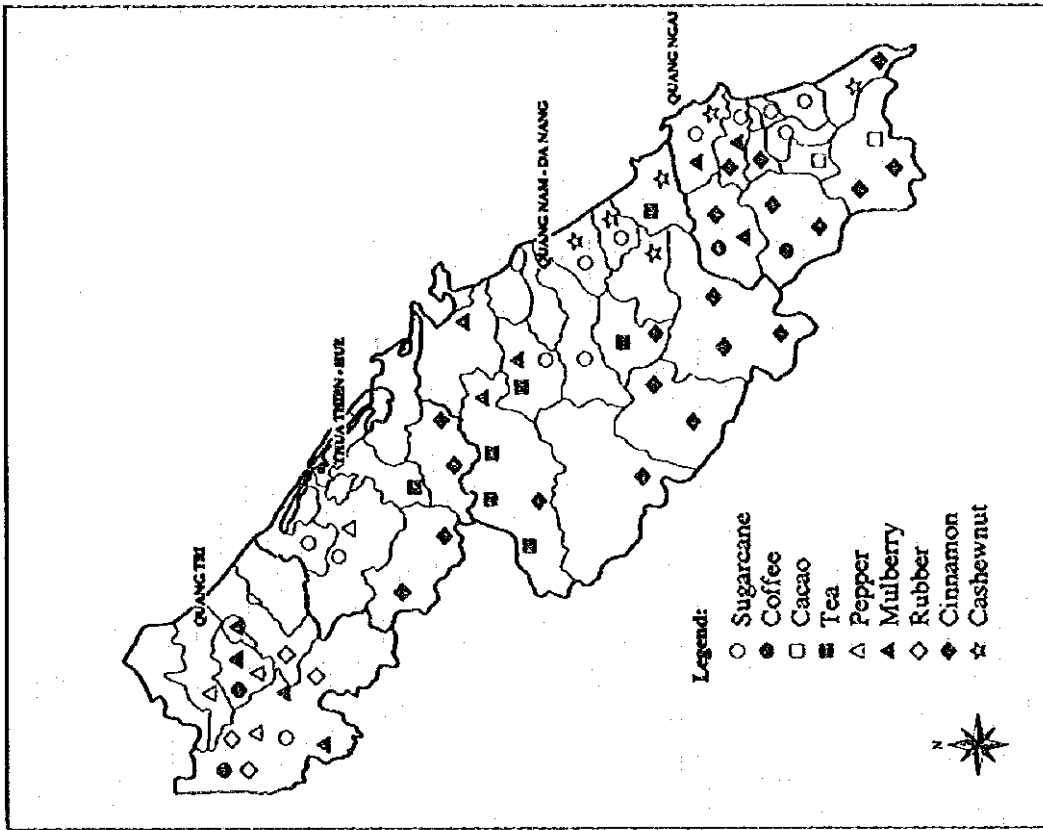 QUANG TRI
THUA THIEN - HUE
QUANG NAM - DA NANG
QUANG NGAI
Legend:
Sugarcane
Coffee
Cacao
Tea
Pepper
Mulberry
Rubber
Cinnamon
Cashewnut
N